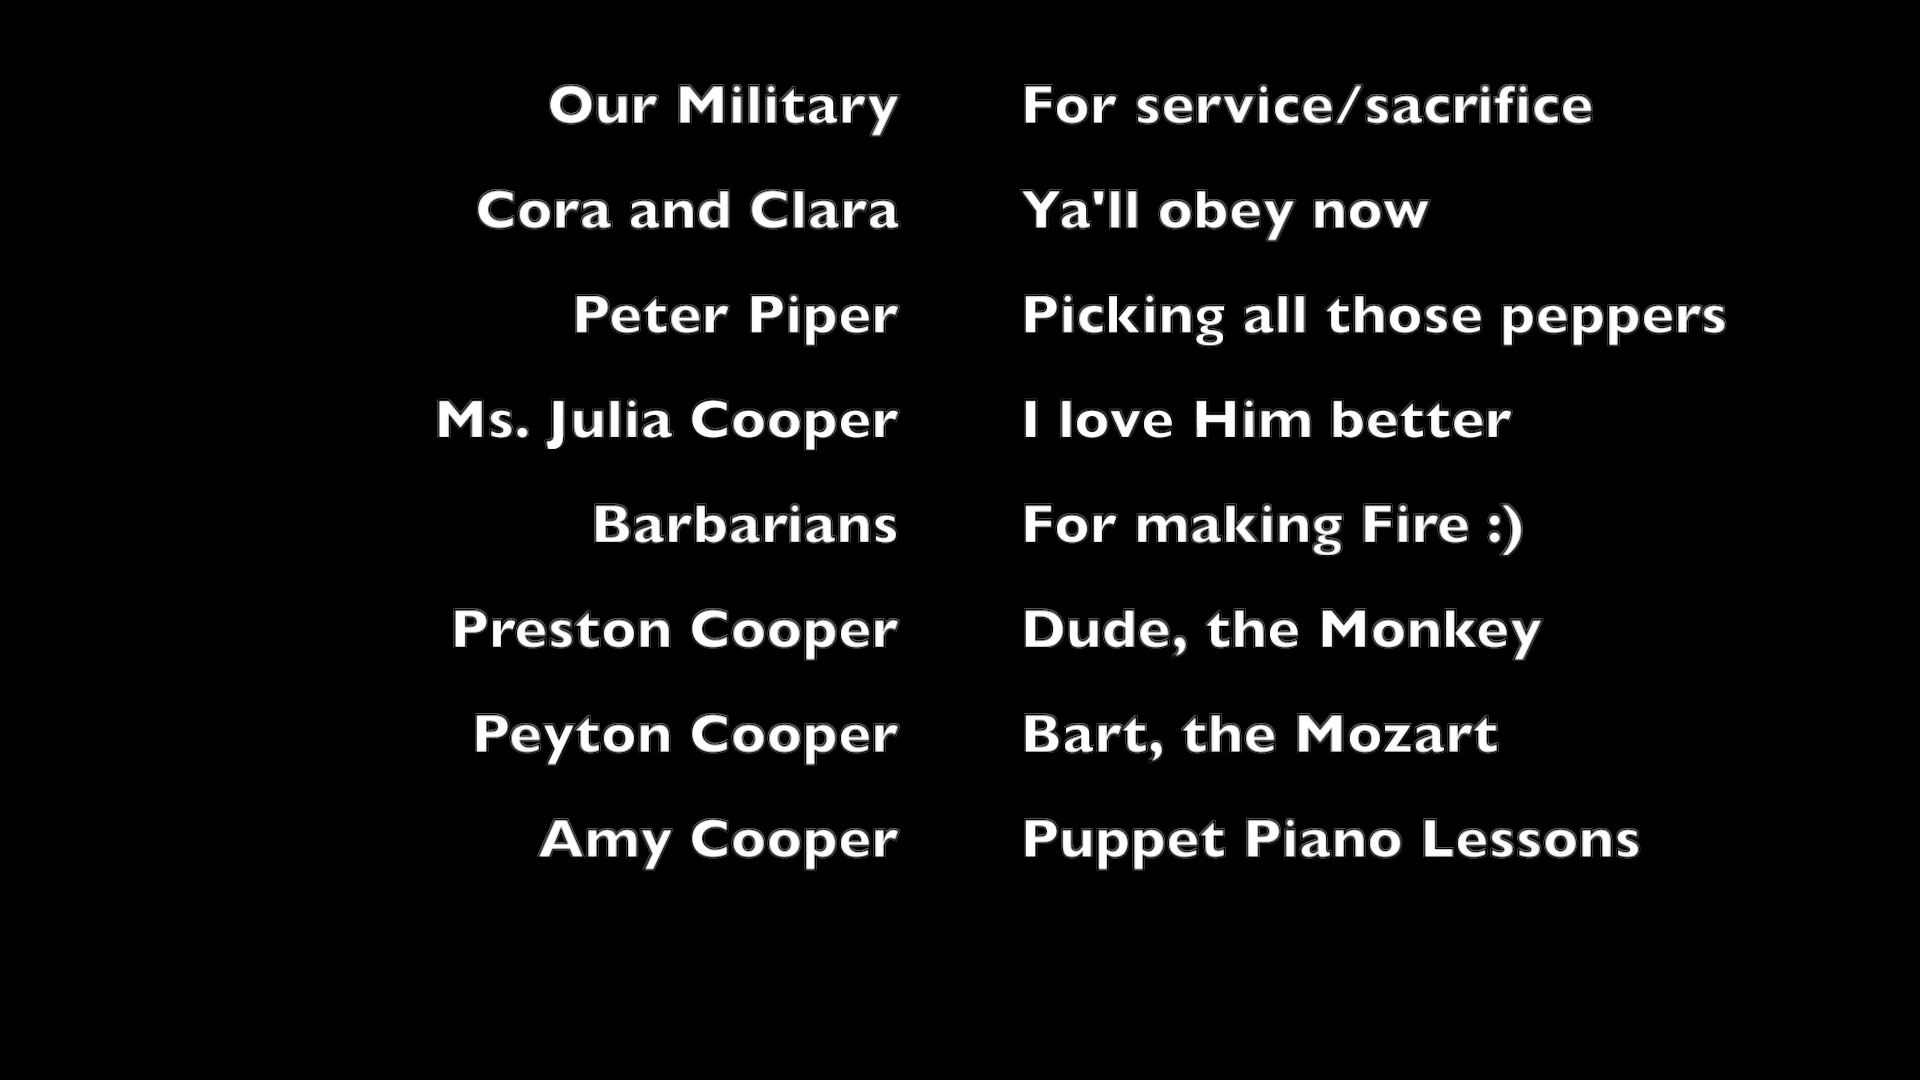 Our Military For service/sacrifice
Cora and Clara Ya'll obey now
Peter Piper Picking all those peppers
Ms. Julia Cooper I love Him better
Barbarians For making Fire :)
Preston Cooper Dude, the Monkey
Peyton Cooper Bart, the Mozart
Amy Cooper Puppet Piano Lessons